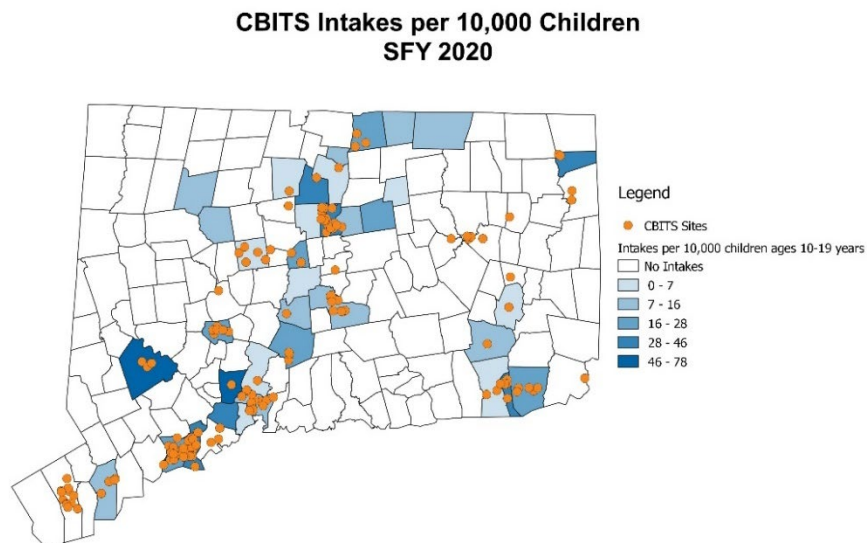 CBITS Intakes per 10,000 Children
SFY 2020
Legend
CBITS Sites
Intakes per 10,000 children ages 10-19 years
No Intakes
0 - 7
7 - 16
16 - 28
28 - 46
46 - 78